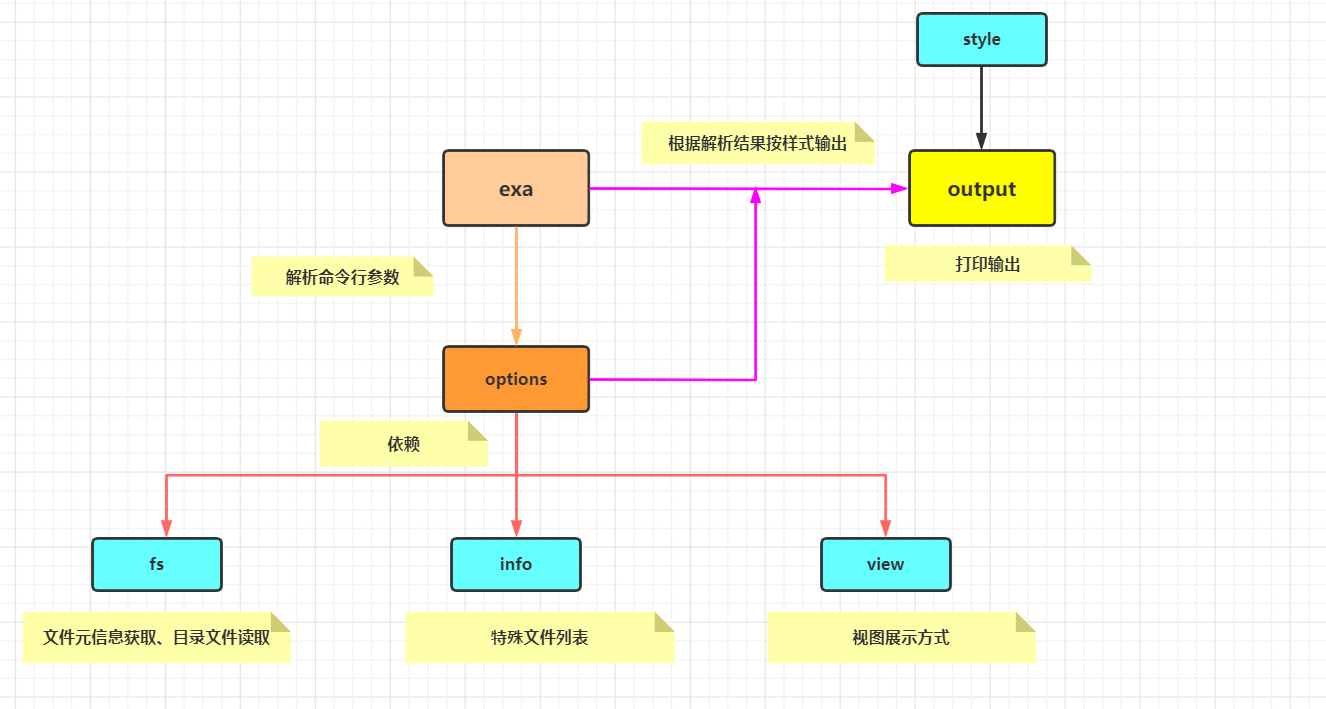 style
根据解析结果按样式输出
exa
output
打印输出
解析命令行参数
options
依赖
fs
info
view
文件元信息获取、目录文件读取
特殊文件列表
视图展示方式